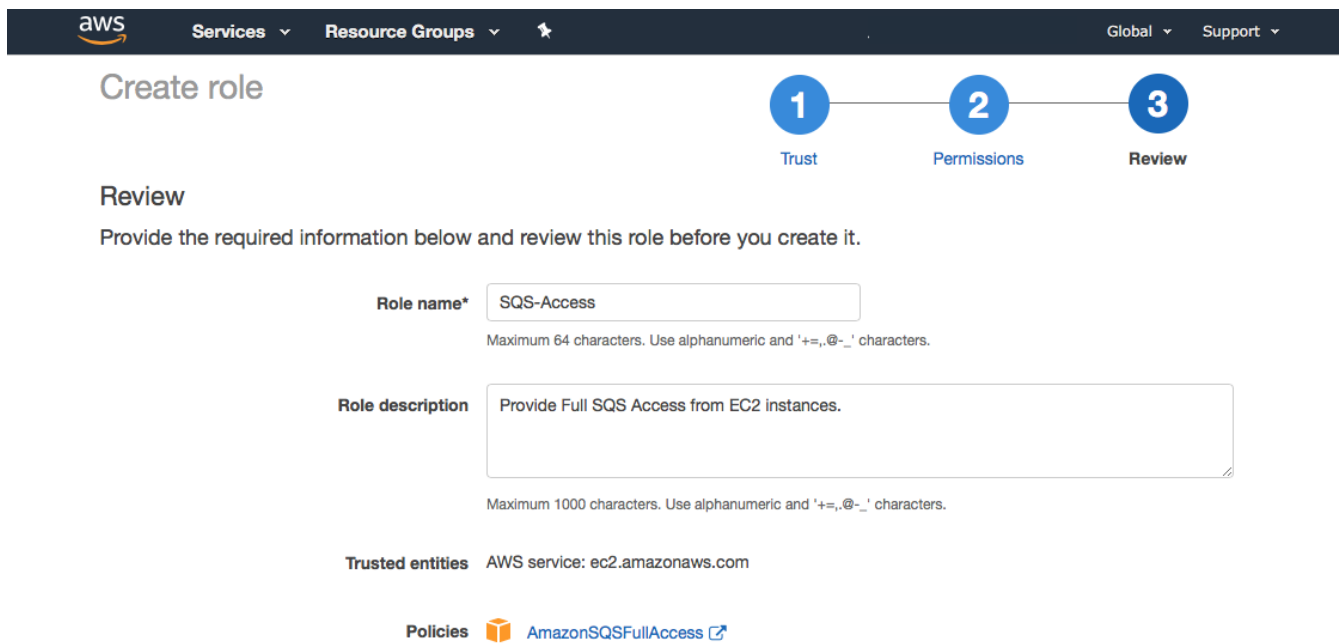 aws Services Resource Groups Global Support
Create role
1 2 3
Trust Permissions Review
Review
Provide the required information below and review this role before you create it.
Role name* SQS-Access
Maximum 64 characters. Use alphanumeric and '+=,.@-_' characters.
Role description Provide Full SQS Access from EC2 instances.
Maximum 1000 characters. Use alphanumeric and '+=,.@-_' characters.
Trusted entities AWS service: ec2.amazonaws.com
Policies AmazonSQSFullAccess